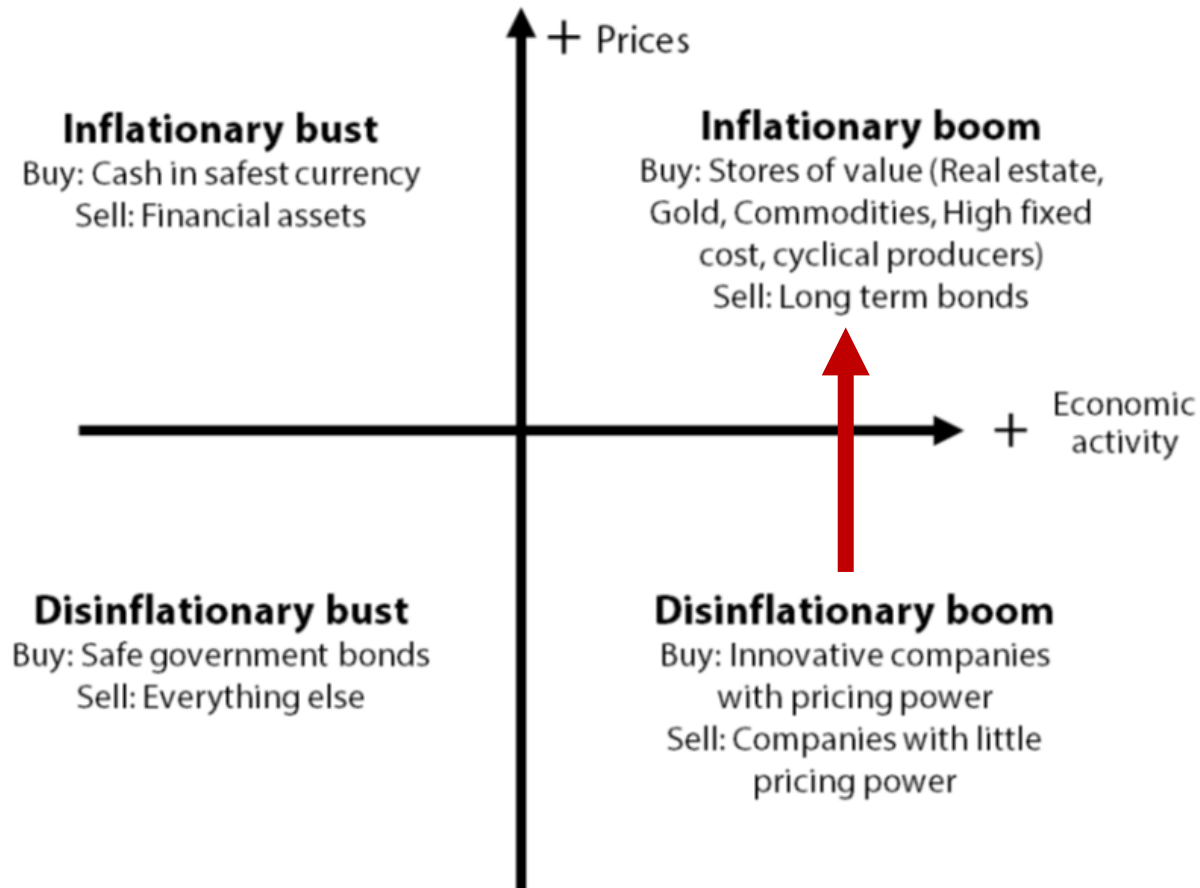 + Prices
Inflationary bust
Buy: Cash in safest currency
Sell: Financial assets
Inflationary boom
Buy: Stores of value (Real estate,
Gold, Commodities, High fixed
cost, cyclical producers)
Sell: Long term bonds
+ Economic
activity
Disinflationary bust
Buy: Safe government bonds
Sell: Everything else
Disinflationary boom
Buy: Innovative companies
with pricing power
Sell: Companies with little
pricing power